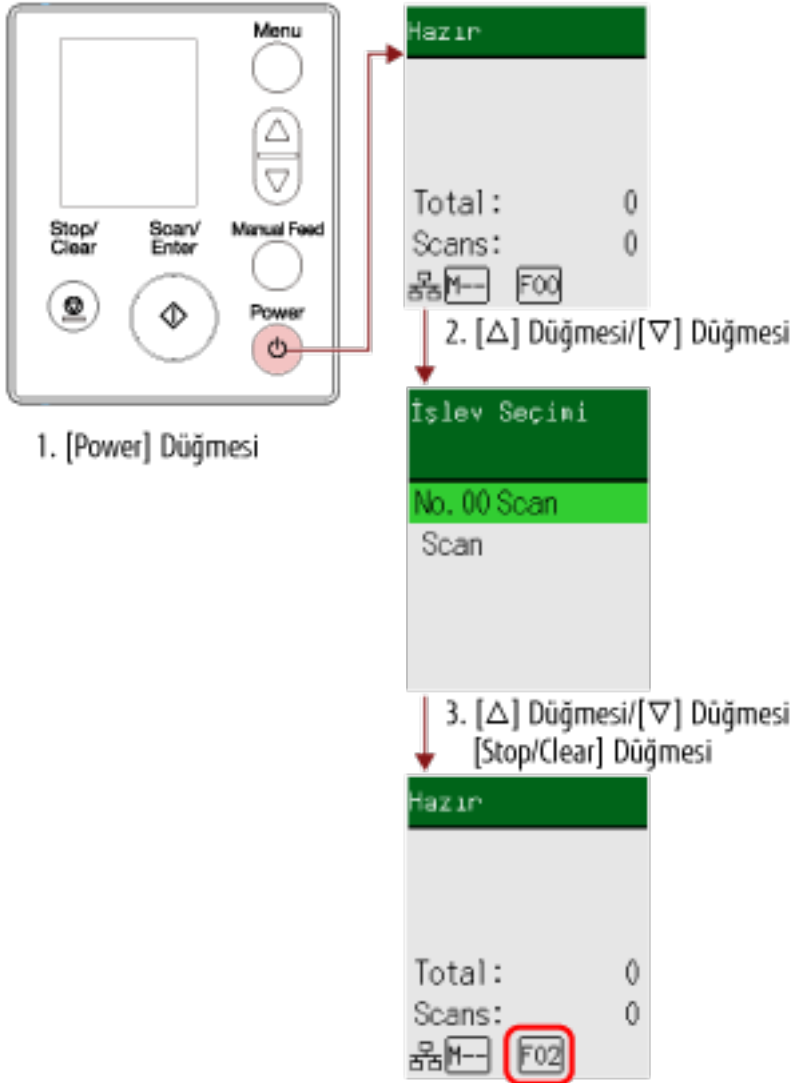 Menu
Stop/
Clear
Scan/
Enter
Manual Feed
Power
1. [Power] Düğmesi
Hazır
Total: 0
Scans: 0
M-- F00
2. [△] Düğmesi/[▽] Düğmesi
İşlev Seçimi
No. 00 Scan
Scan
3. [△] Düğmesi/[▽] Düğmesi
[Stop/Clear] Düğmesi
Hazır
Total: 0
Scans: 0
M-- F02